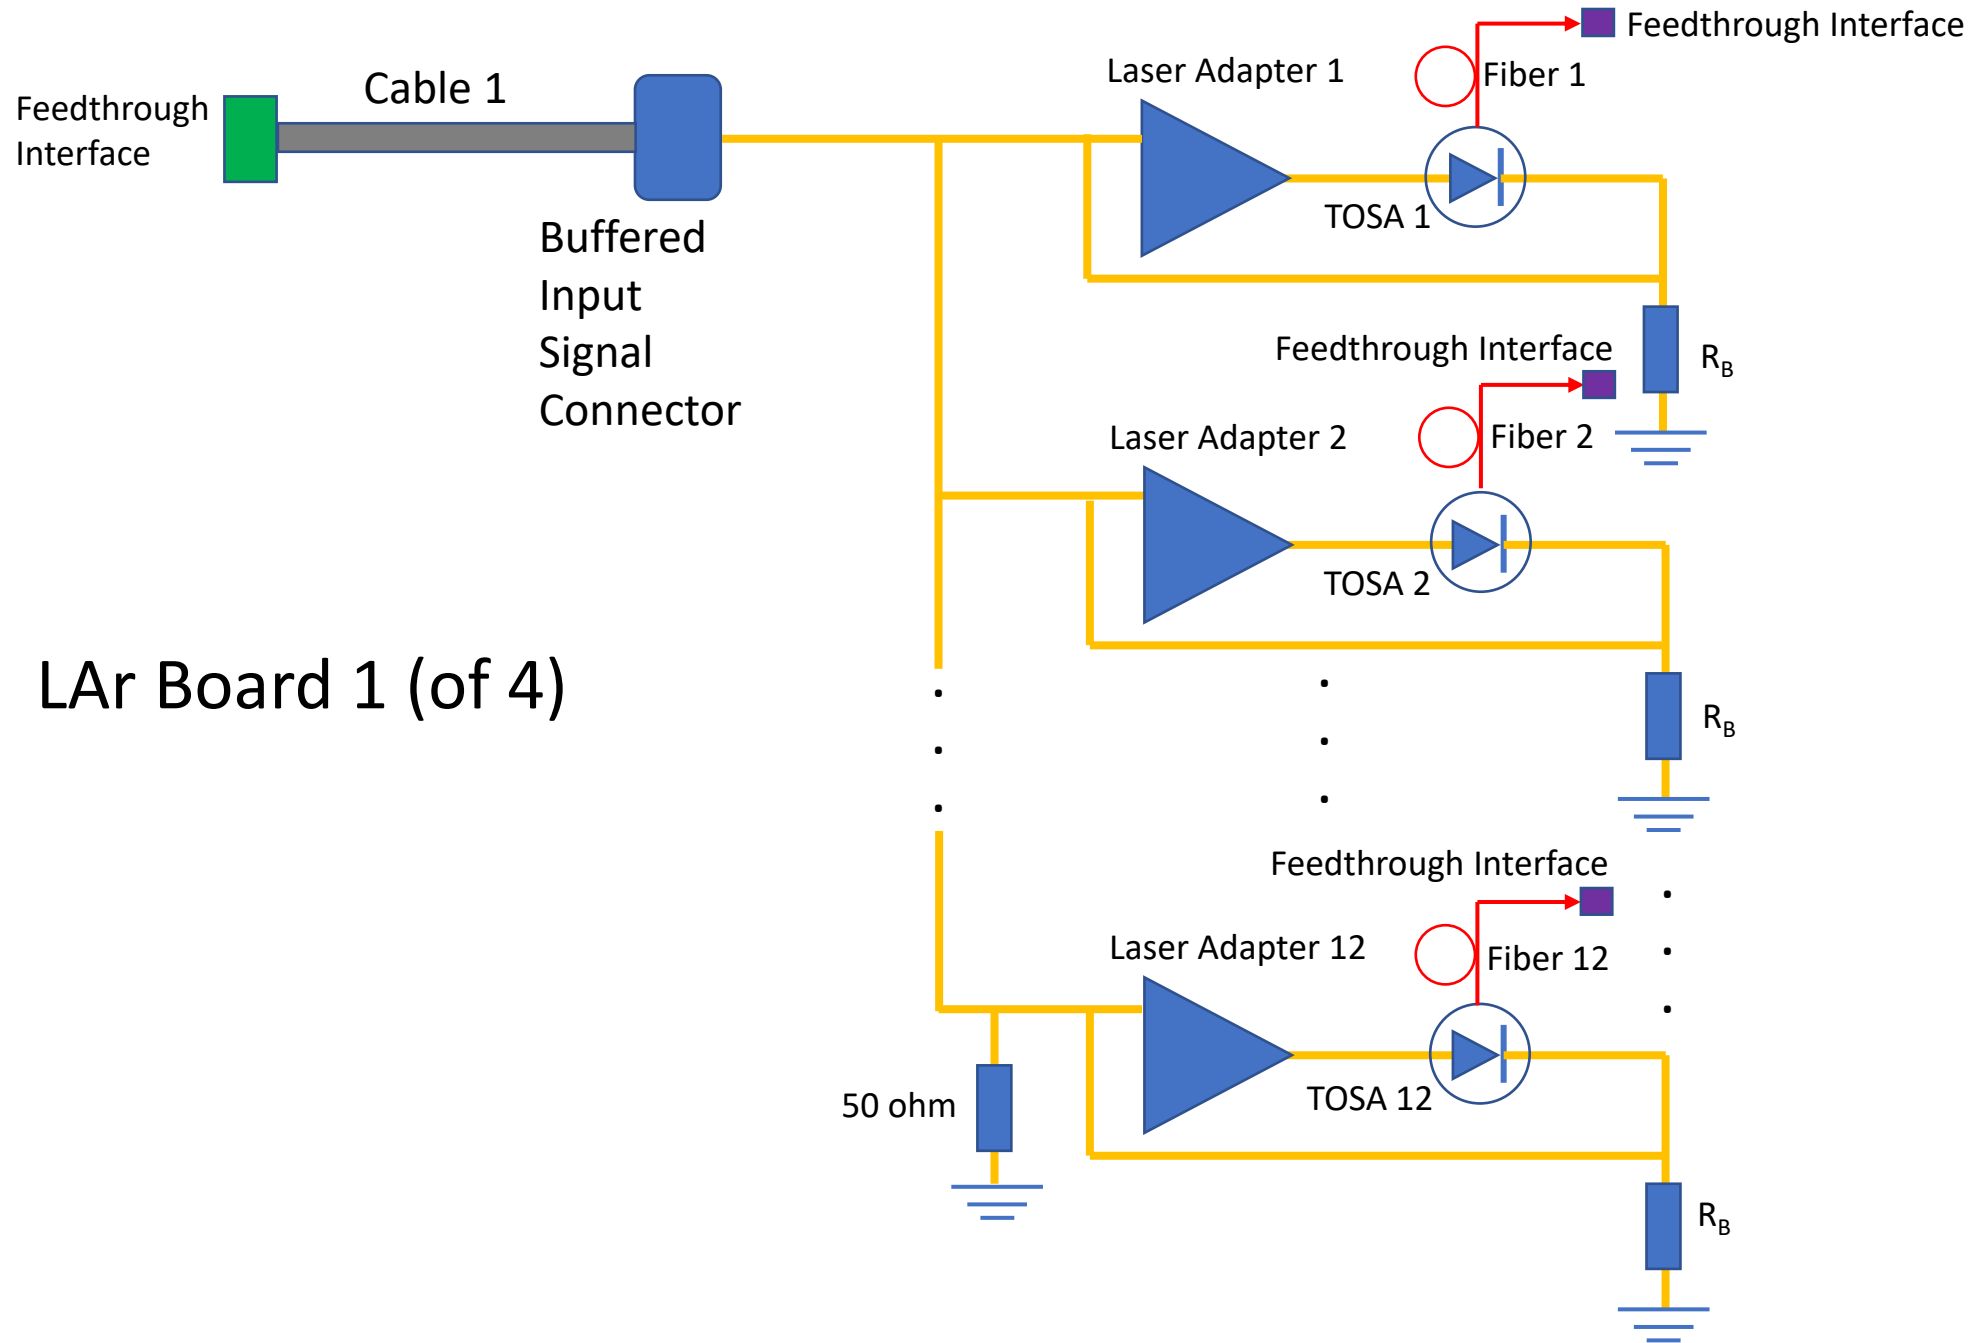 Feedthrough Interface
Laser Adapter 1
Fiber 1
Cable 1
Feedthrough
Interface
TOSA 1
Buffered
Input
Signal
Connector
Feedthrough Interface
R_B
Laser Adapter 2
Fiber 2
TOSA 2
LAr Board 1 (of 4)
R_B
.
.
.
.
.
.
Feedthrough Interface
.
.
.
Laser Adapter 12
Fiber 12
50 ohm
TOSA 12
R_B